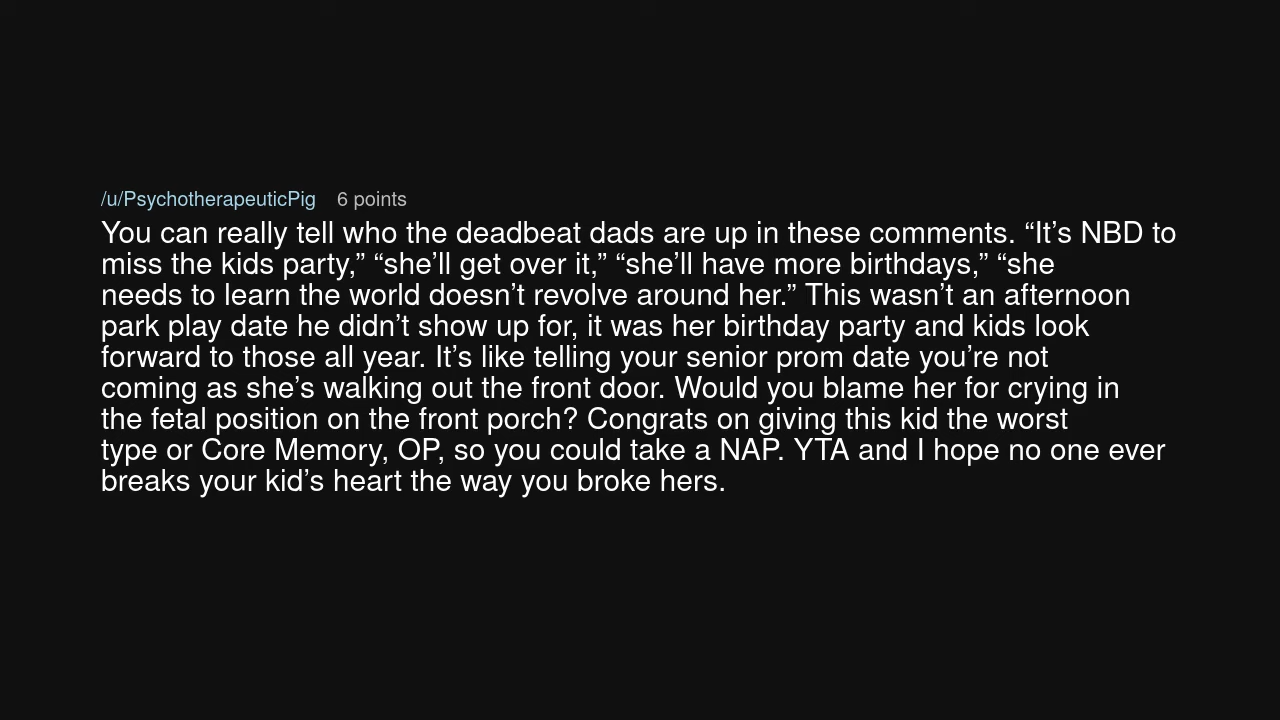 /u/PsychotherapeuticPig 6 points
You can really tell who the deadbeat dads are up in these comments. “It’s NBD to
miss the kids party,” “she’ll get over it,” “she’ll have more birthdays,” “she
needs to learn the world doesn’t revolve around her.” This wasn’t an afternoon
park play date he didn’t show up for, it was her birthday party and kids look
forward to those all year. It’s like telling your senior prom date you’re not
coming as she’s walking out the front door. Would you blame her for crying in
the fetal position on the front porch? Congrats on giving this kid the worst
type or Core Memory, OP, so you could take a NAP. YTA and I hope no one ever
breaks your kid’s heart the way you broke hers.